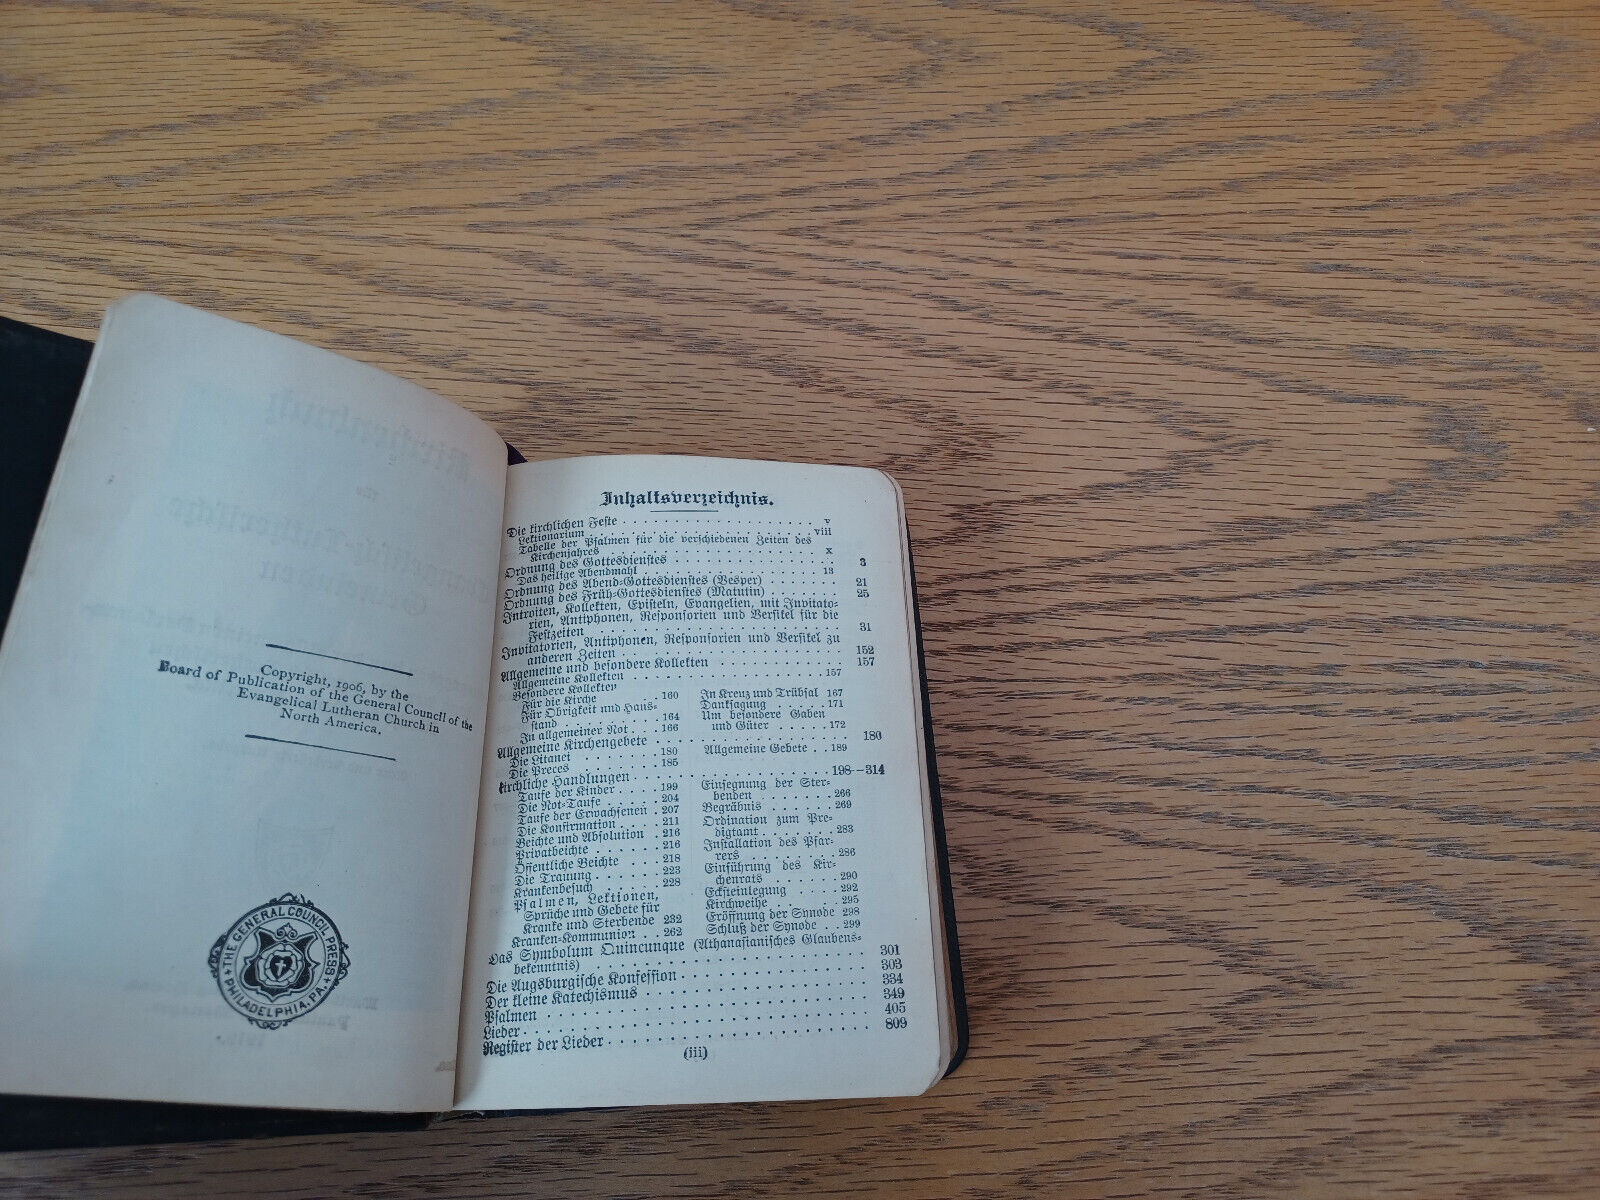 Copyright, 1906, by the
Board of Publication of the General Council of the
Evangelical Lutheran Church in
North America.
THE GENERAL COUNCIL PRESS
PHILADELPHIA, PA.
Inhaltsverzeichnis.
Die kirchlichen Feste . . . . . v
Lektionarium . . . . . viii
Tabelle der Psalmen für die verschiedenen Zeiten des
Kirchenjahres . . . . . x
Ordnung des Gottesdienstes . . . . . 3
Das heilige Abendmahl . . . . . 13
Ordnung des Abend-Gottesdienstes (Vesper) . . . . . 21
Ordnung des Früh-Gottesdienstes (Matutin) . . . . . 25
Introiten, Kollekten, Episteln, Evangelien, mit Invitato-
rien, Antiphonen, Responsorien und Versikel für die
Festzeiten . . . . . 31
Invitatorien, Antiphonen, Responsorien und Versikel zu
anderen Zeiten . . . . . 152
Allgemeine und besondere Kollekten . . . . . 157
Allgemeine Kollekten . . . . . 157
Besondere Kollekten
Für die Kirche . . 160
Für Obrigkeit und Haus-
stand . . . . . 164
In allgemeiner Not . . 166
In Kreuz und Trübsal 167
Danksagung . . . . 171
Um besondere Gaben
und Güter . . . . 172
Allgemeine Kirchengebete . . . . . 180
Die Litanei . . . . . 180
Die Preces . . . . . 185
Allgemeine Gebete . . 189
Kirchliche Handlungen . . . . . 198—314
Taufe der Kinder . . . 199
Die Not-Taufe . . . . 204
Taufe der Erwachsenen . 207
Die Konfirmation . . . . 211
Beichte und Absolution . 216
Privatbeichte . . . . . 216
Öffentliche Beichte . . . 218
Die Trauung . . . . . 223
Krankenbesuch . . . . 228
Psalmen, Lektionen,
Sprüche und Gebete für
Kranke und Sterbende 232
Kranken-Kommunion . . 262
Einsegnung der Ster-
benden . . . . . 266
Begräbnis . . . . . 269
Ordination zum Pre-
digtamt . . . . . 283
Installation des Pfar-
rers . . . . . 286
Einführung des Kir-
chenrats . . . . . 290
Ecksteinlegung . . . . 292
Kirchweihe . . . . . 295
Eröffnung der Synode 298
Schluß der Synode . . 299
Das Symbolum Quincunque (Athanasianisches Glaubens-
bekenntnis) . . . . . 301
Die Augsburgische Konfession . . . . . 303
Der kleine Katechismus . . . . . 334
Psalmen . . . . . 349
Lieder . . . . . 405
Register der Lieder . . . . . 809
(iii)